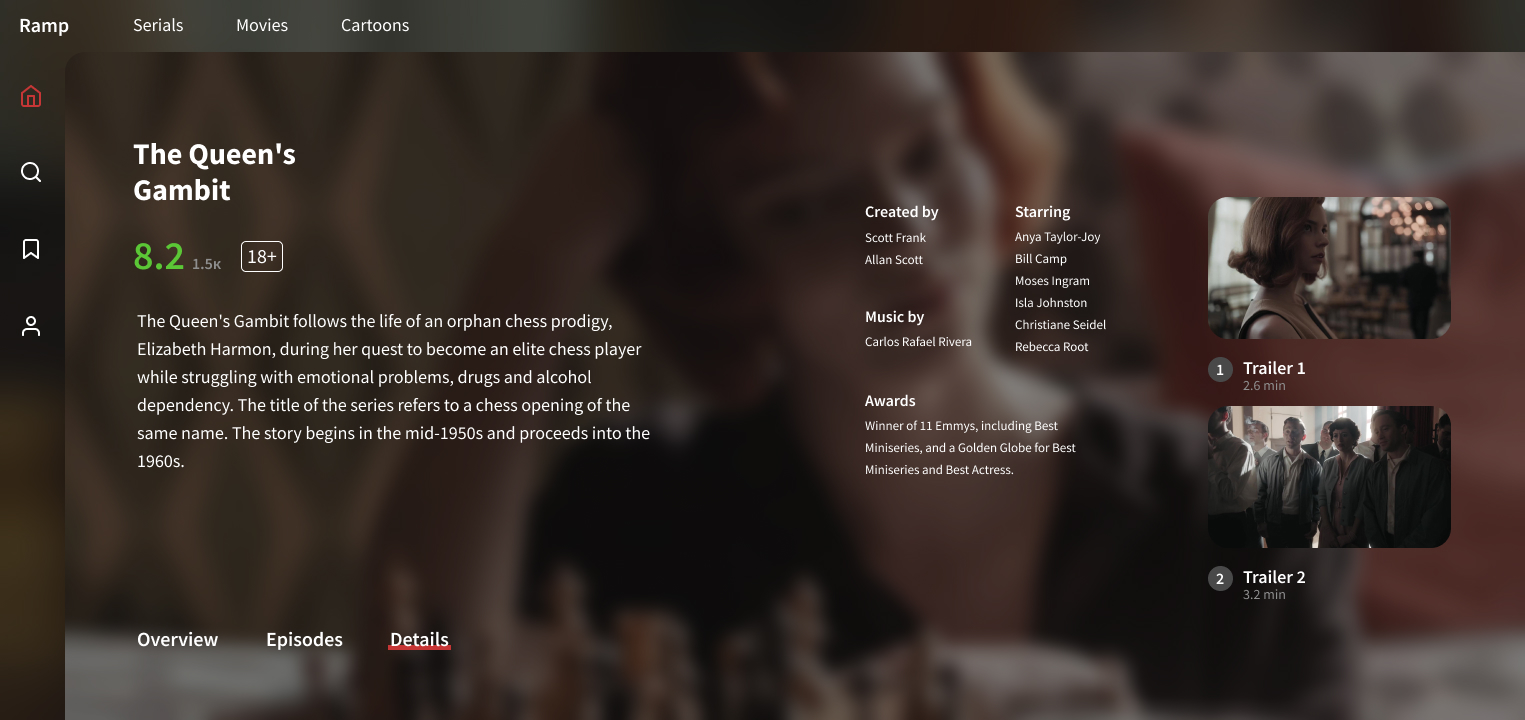 Ramp
Serials
Movies
Cartoons
The Queen's
Gambit
8.2 1.5к
18+
The Queen's Gambit follows the life of an orphan chess prodigy,
Elizabeth Harmon, during her quest to become an elite chess player
while struggling with emotional problems, drugs and alcohol
dependency. The title of the series refers to a chess opening of the
same name. The story begins in the mid-1950s and proceeds into the
1960s.
Overview
Episodes
Details
Created by
Scott Frank
Allan Scott
Music by
Carlos Rafael Rivera
Starring
Anya Taylor-Joy
Bill Camp
Moses Ingram
Isla Johnston
Christiane Seidel
Rebecca Root
Awards
Winner of 11 Emmys, including Best
Miniseries, and a Golden Globe for Best
Miniseries and Best Actress.
1
Trailer 1
2.6 min
2
Trailer 2
3.2 min